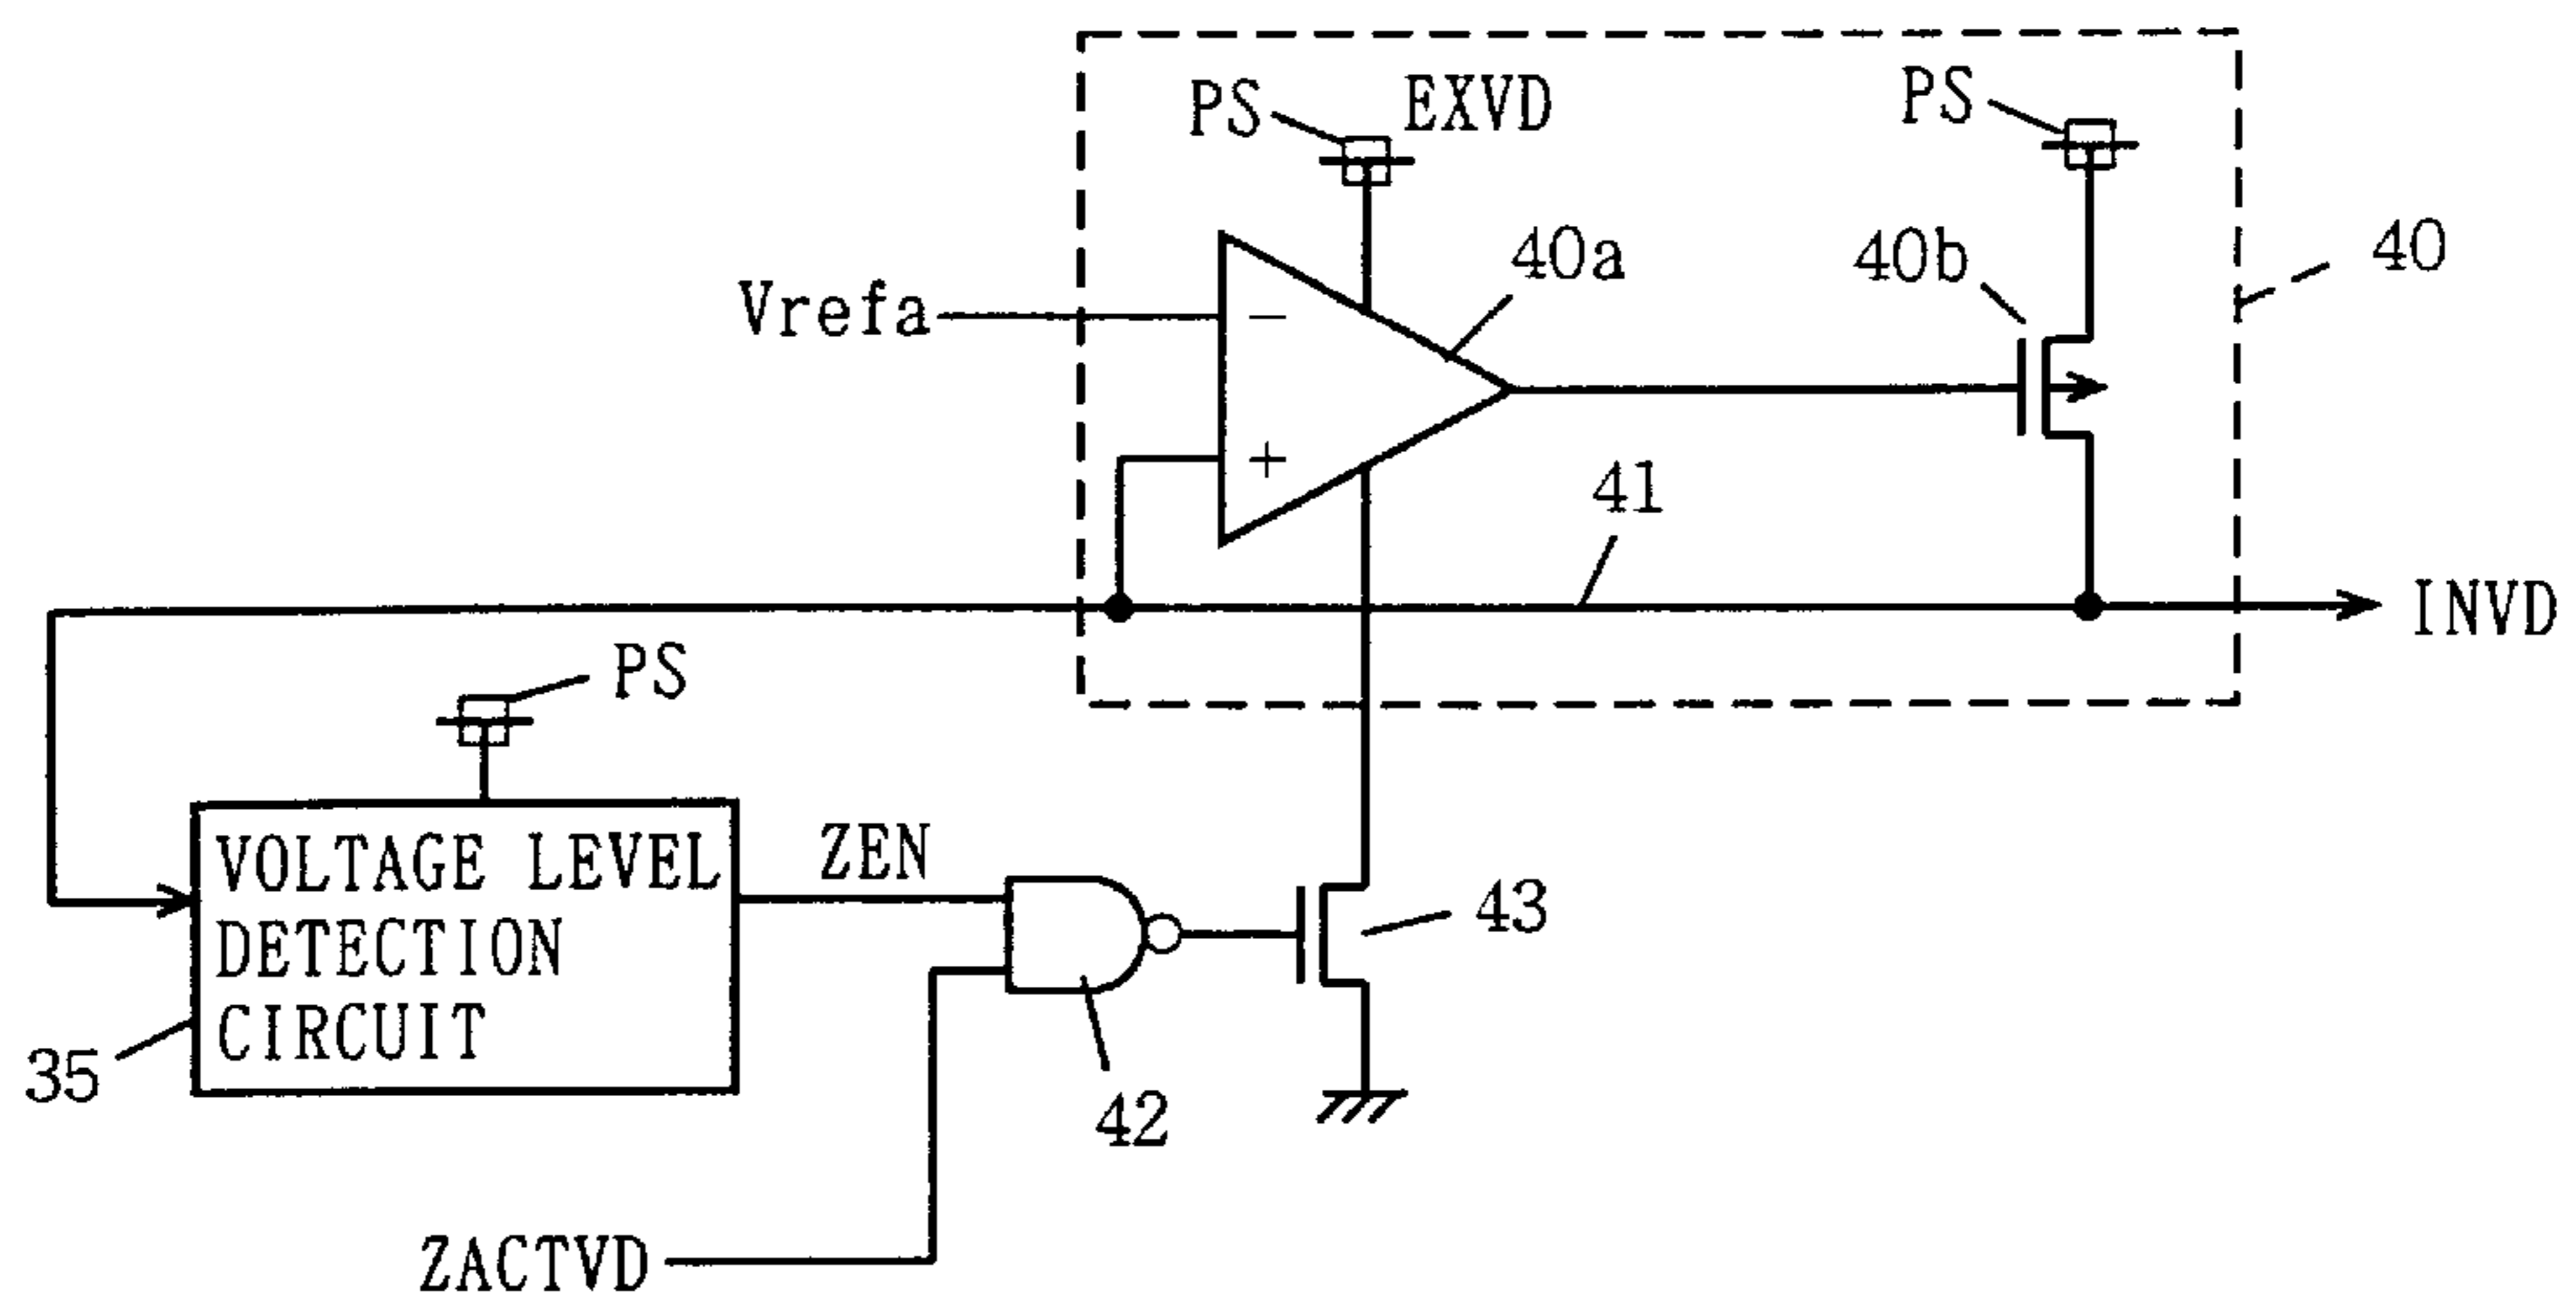 PS
EXVD
PS
40a
40b
40
Vrefa
−
+
41
INVD
PS
VOLTAGE LEVEL
DETECTION
CIRCUIT
ZEN
43
35
42
ZACTVD